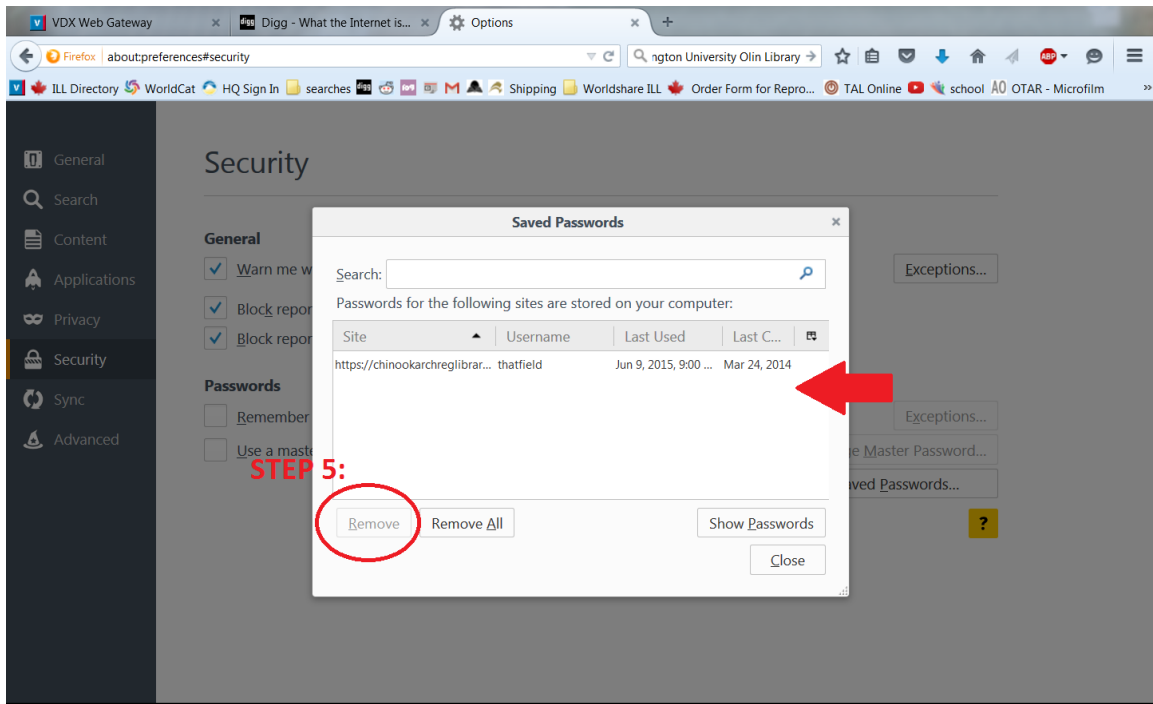 VDX Web Gateway
Digg - What the Internet is...
Options
Firefox about:preferences#security
ngton University Olin Library
ABP
ILL Directory WorldCat HQ Sign In searches digg Shipping Worldshare ILL Order Form for Repro... TAL Online school AO OTAR - Microfilm »
General
Search
Content
Applications
Privacy
Security
Sync
Advanced
Security
General
Warn me w
Exceptions...
Block repor
Block repor
Passwords
Remember
Exceptions...
Use a maste
e Master Password...
aved Passwords...
?
Saved Passwords
Search:
Passwords for the following sites are stored on your computer:
Site Username Last Used Last C...
https://chinookarchreglibrar... thatfield Jun 9, 2015, 9:00 ... Mar 24, 2014
STEP 5:
Remove Remove All Show Passwords
Close